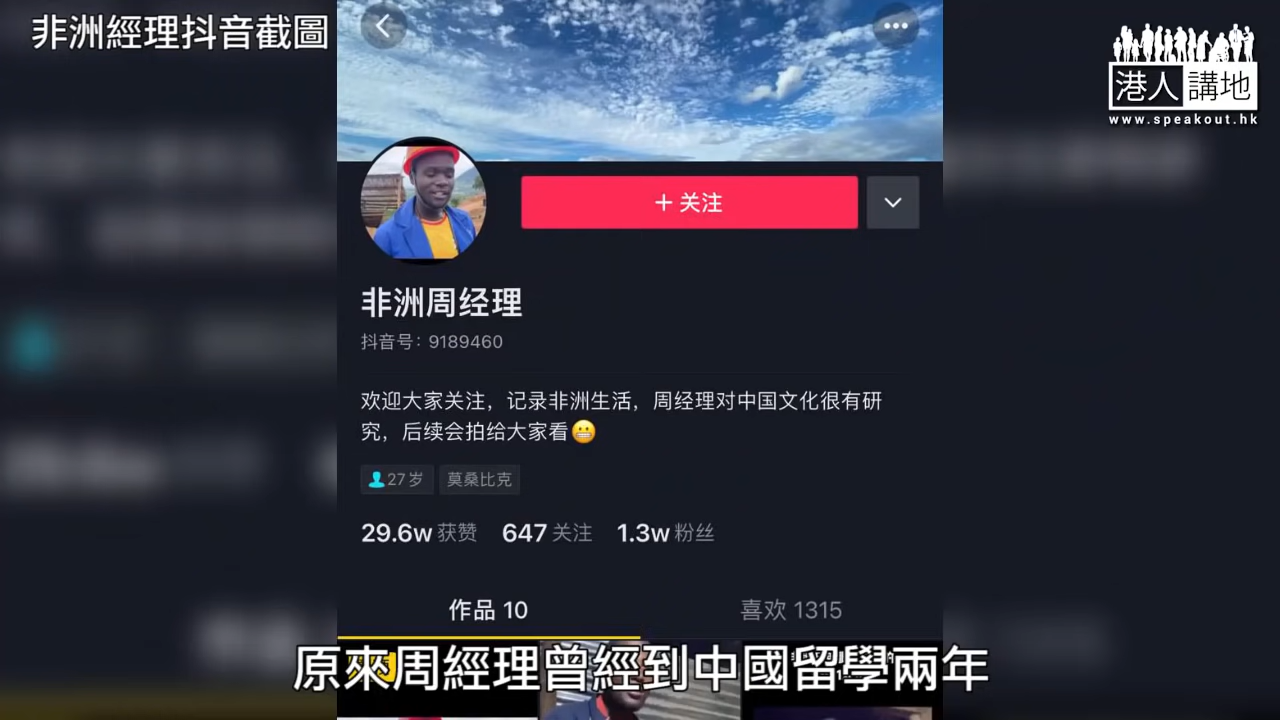 非洲經理抖音截圖
港人講地
www.speakout.hk
+ 关注
非洲周经理
抖音号: 9189460
欢迎大家关注，记录非洲生活，周经理对中国文化很有研
究，后续会拍给大家看😬
27岁 莫桑比克
29.6w 获赞 647 关注 1.3w 粉丝
作品 10 喜欢 1315
原來周經理曾經到中國留學兩年